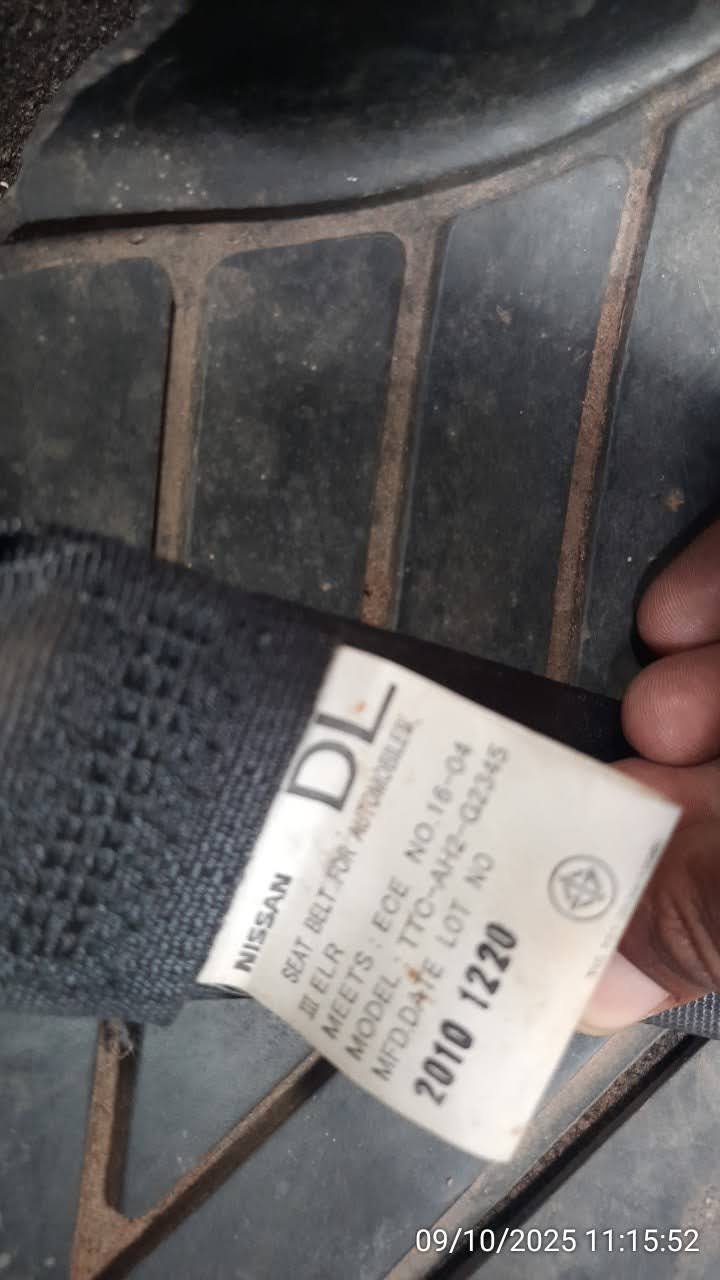 NISSAN DL
SEAT BELT FOR AUTOMOBILE
III ELR
MEETS : ECE NO.16-04
MODEL : TTC-AH2-G2345
MFD.DATE LOT NO
2010 1220
09/10/2025 11:15:52